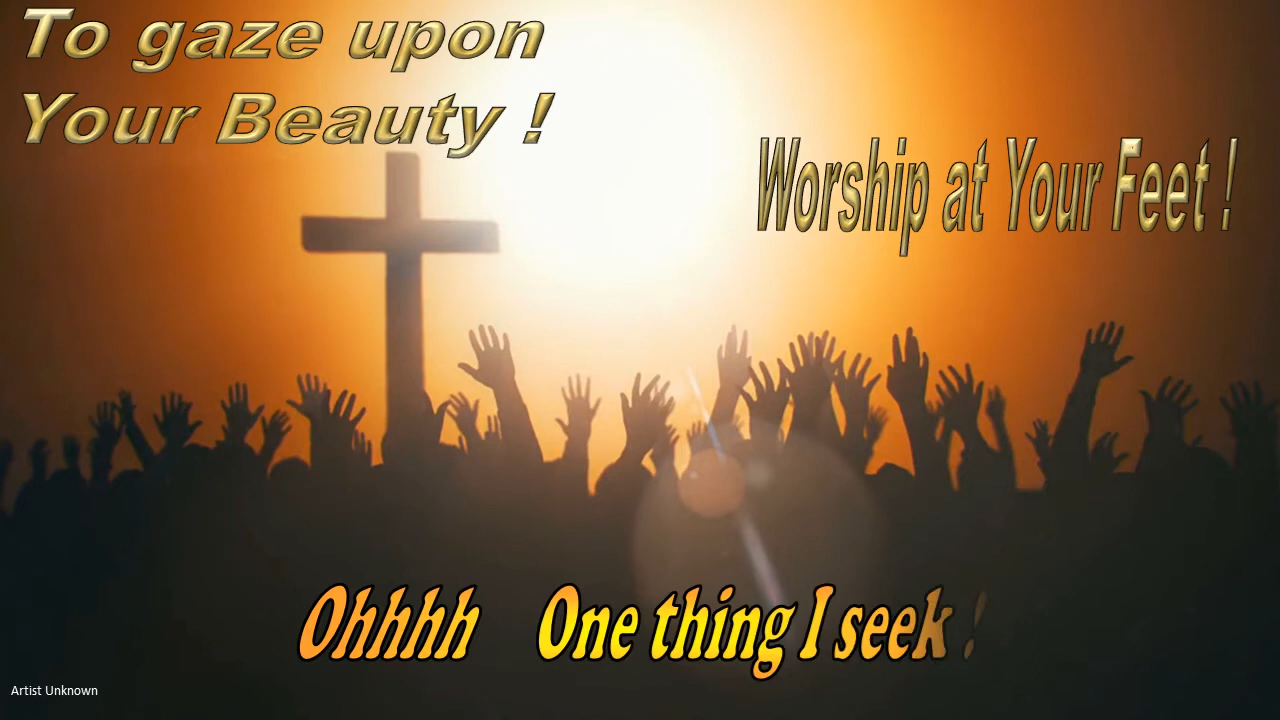 To gaze upon
Your Beauty !
Worship at Your Feet !
Ohhhh One thing I seek !
Artist Unknown